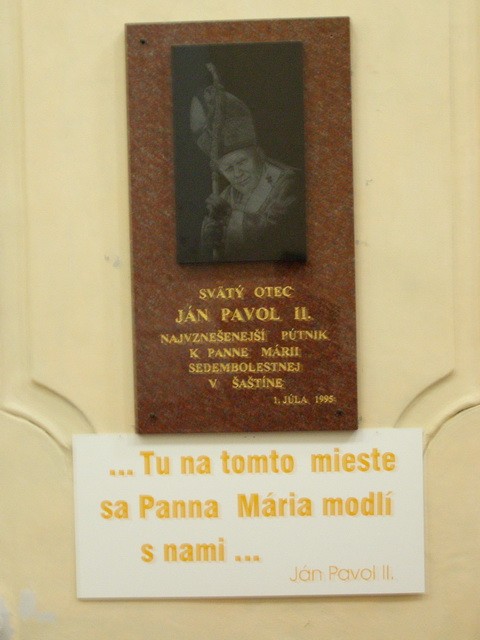 SVÄTÝ OTEC
JÁN PAVOL II.
NAJVZNEŠENEJŠÍ PÚTNIK
K PANNE MÁRII
SEDEMBOLESTNEJ
V ŠAŠTÍNE
1. JÚLA 1995
... Tu na tomto mieste
sa Panna Mária modlí
s nami ...
Ján Pavol II.